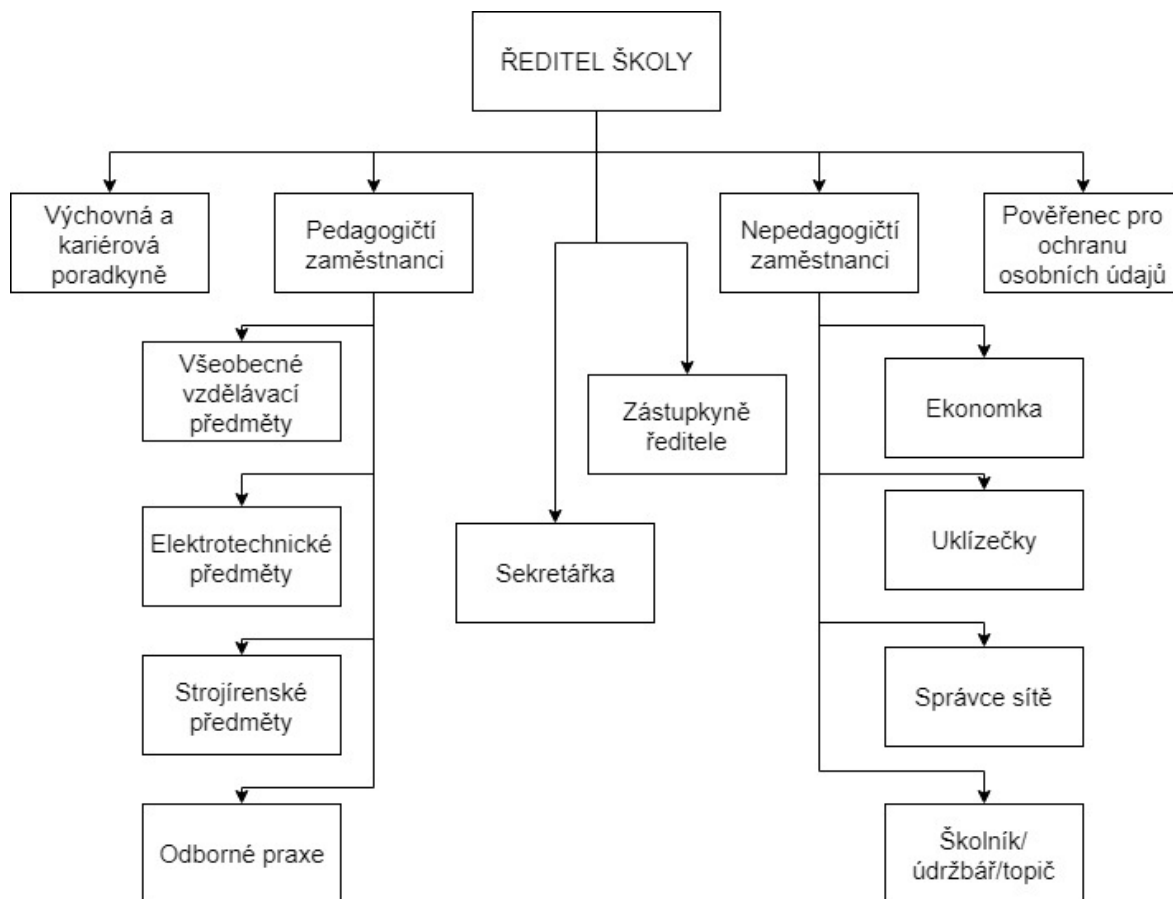 ŘEDITEL ŠKOLY
Výchovná a
kariérová
poradkyně
Pedagogičtí
zaměstnanci
Nepedagogičtí
zaměstnanci
Pověřenec pro
ochranu
osobních údajů
Všeobecné
vzdělávací
předměty
Zástupkyně
ředitele
Ekonomka
Elektrotechnické
předměty
Sekretářka
Uklízečky
Strojírenské
předměty
Správce sítě
Odborné praxe
Školník/
údržbář/topič